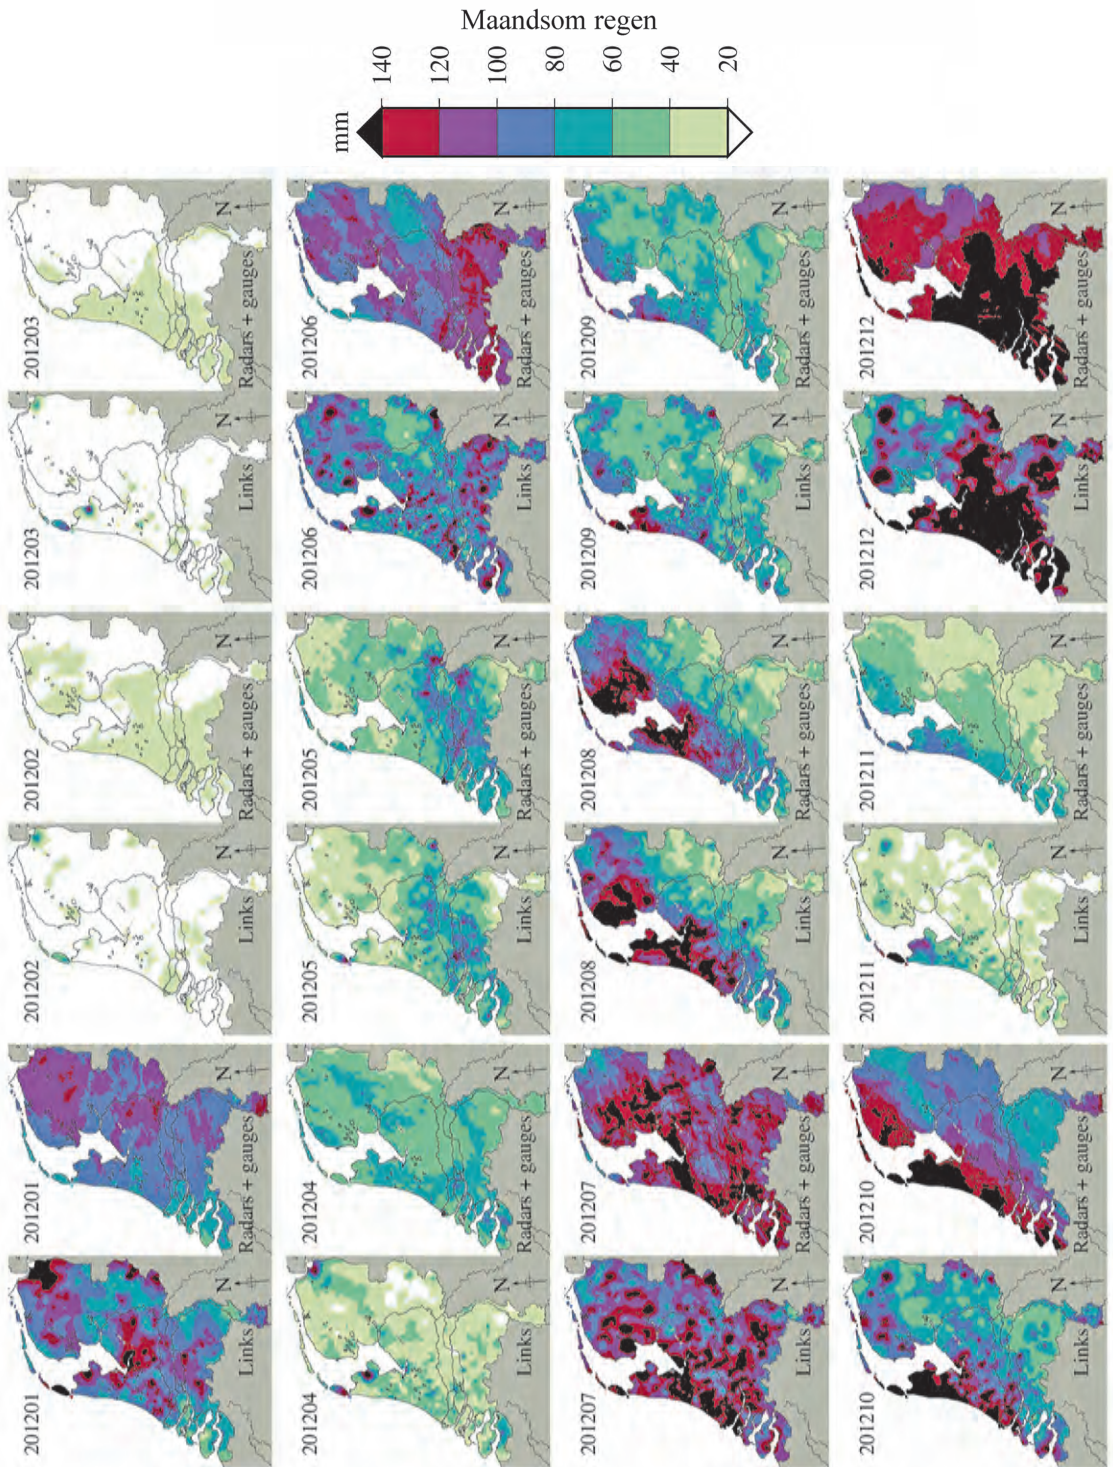 Maandsom regen
mm
140
120
100
80
60
40
20
201201
Links
N
201201
Radars + gauges
N
201202
Links
N
201202
Radars + gauges
N
201203
Links
N
201203
Radars + gauges
N
201204
Links
N
201204
Radars + gauges
N
201205
Links
N
201205
Radars + gauges
N
201206
Links
N
201206
Radars + gauges
N
201207
Links
N
201207
Radars + gauges
N
201208
Links
N
201208
Radars + gauges
N
201209
Links
N
201209
Radars + gauges
N
201210
Links
N
201210
Radars + gauges
N
201211
Links
N
201211
Radars + gauges
N
201212
Links
N
201212
Radars + gauges
N